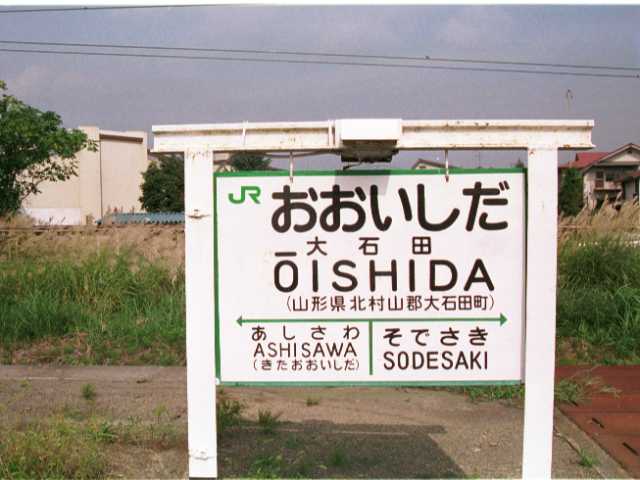 JR おおいしだ
大石田
ŌISHIDA
(山形県北村山郡大石田町)
あしさわ
ASHISAWA
(きたおおいしだ)
そでさき
SODESAKI